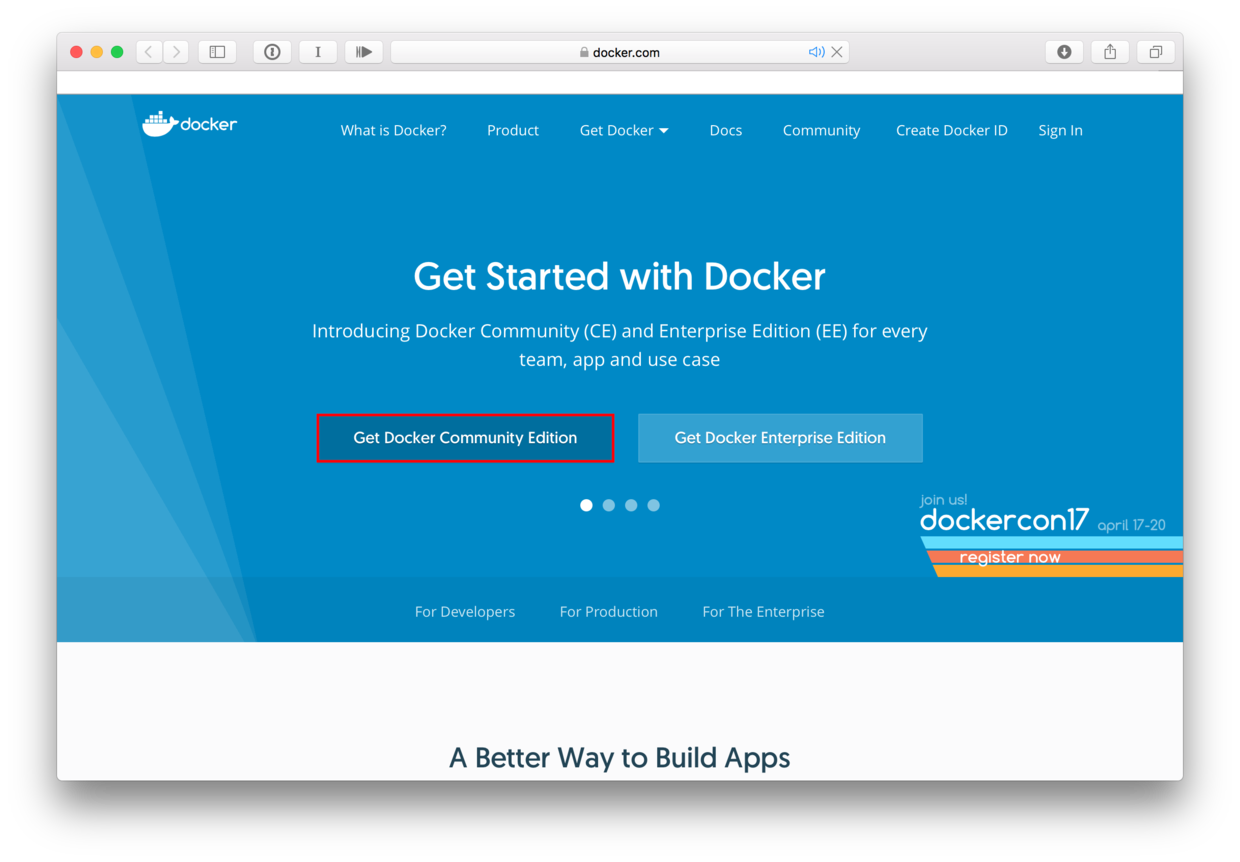 docker.com
docker
What is Docker?
Product
Get Docker
Docs
Community
Create Docker ID
Sign In
Get Started with Docker
Introducing Docker Community (CE) and Enterprise Edition (EE) for every
team, app and use case
Get Docker Community Edition
Get Docker Enterprise Edition
join us!
dockercon17 april 17-20
register now
For Developers
For Production
For The Enterprise
A Better Way to Build Apps